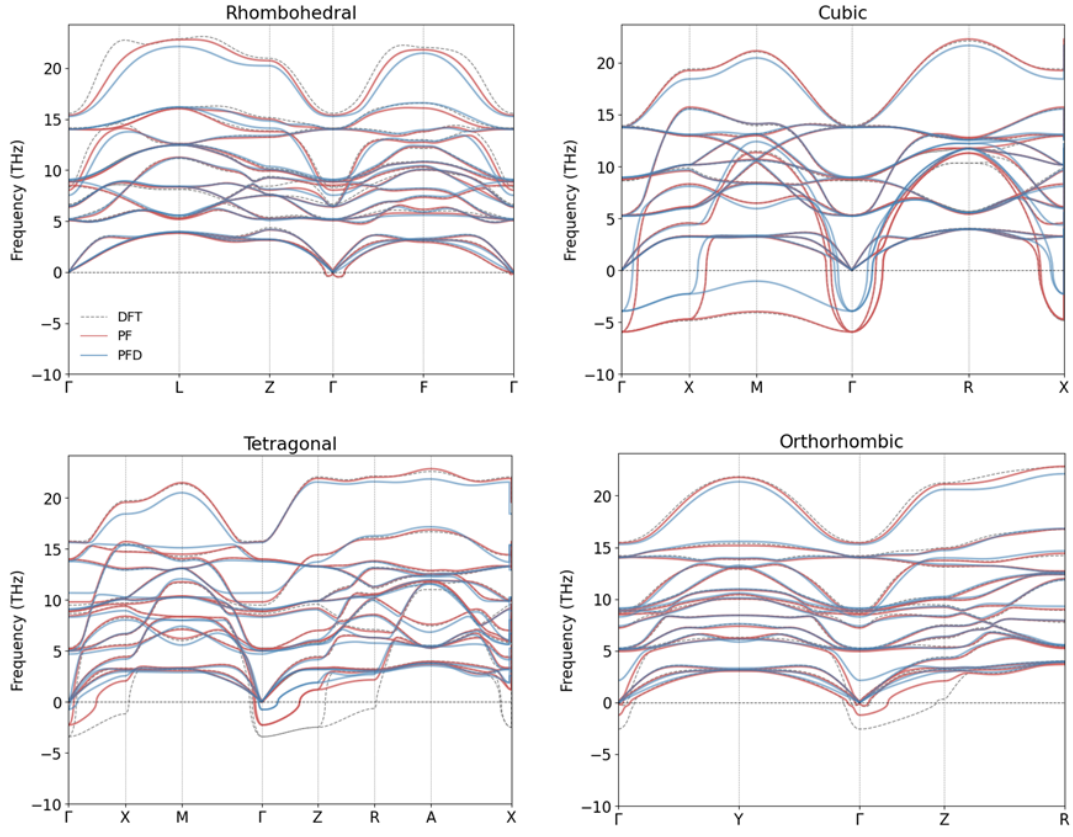 Rhombohedral
Frequency (THz)
20
15
10
5
0
−5
−10
DFT
PF
PFD
Γ L Z Γ F Γ
Cubic
Frequency (THz)
20
15
10
5
0
−5
−10
Γ X M Γ R X
Tetragonal
Frequency (THz)
20
15
10
5
0
−5
−10
Γ X M Γ Z R A X
Orthorhombic
Frequency (THz)
20
15
10
5
0
−5
−10
Γ Y Γ Z R